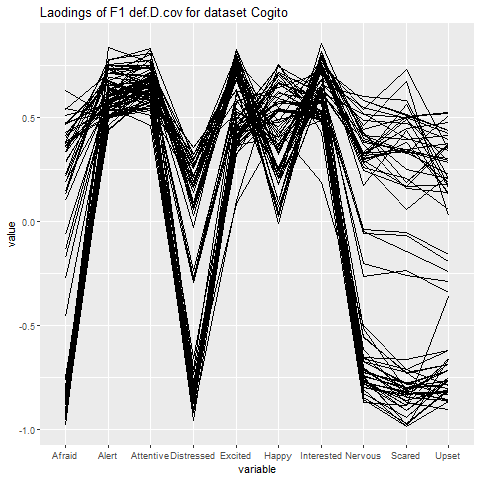 Laodings of F1 def.D.cov for dataset Cogito
value
0.5
0.0
-0.5
-1.0
Afraid Alert Attentive Distressed Excited Happy Interested Nervous Scared Upset
variable